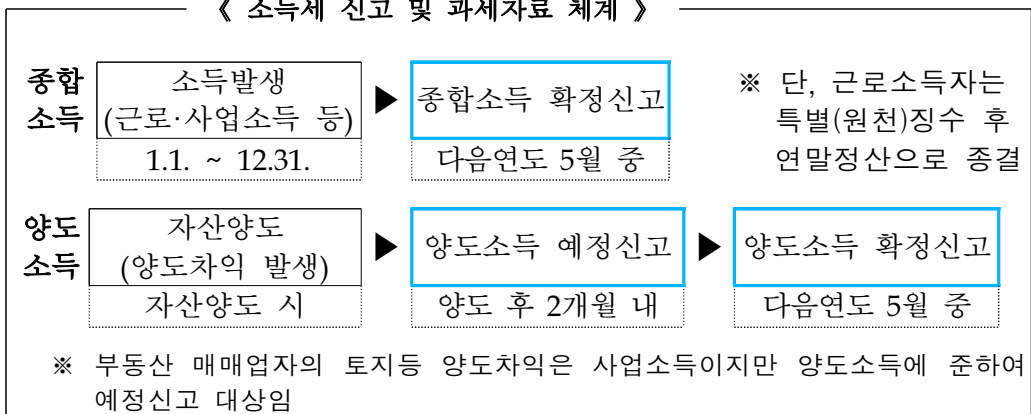 《 소득세 신고 및 과세자료 체계 》
종합
소득
소득발생
(근로·사업소득 등)
1.1. ~ 12.31.
▶
종합소득 확정신고
다음연도 5월 중
※ 단, 근로소득자는
특별(원천)징수 후
연말정산으로 종결
양도
소득
자산양도
(양도차익 발생)
자산양도 시
▶
양도소득 예정신고
양도 후 2개월 내
▶
양도소득 확정신고
다음연도 5월 중
※ 부동산 매매업자의 토지등 양도차익은 사업소득이지만 양도소득에 준하여
예정신고 대상임